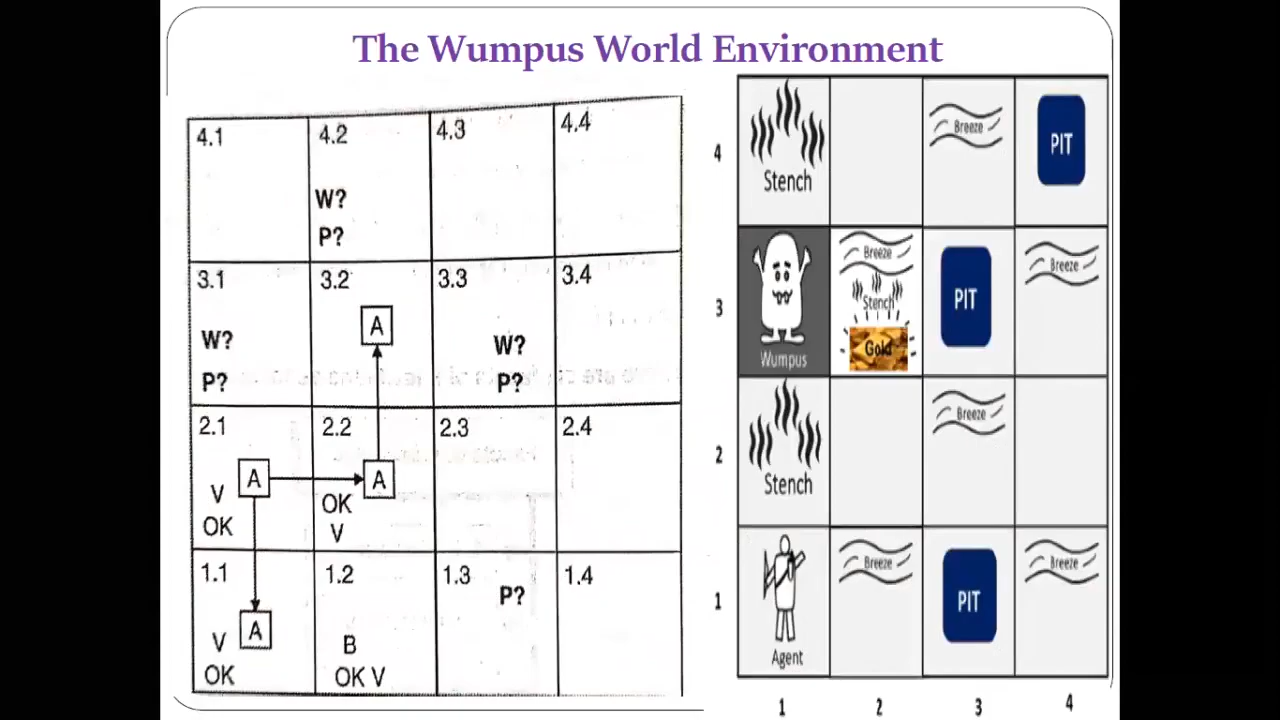 The Wumpus World Environment
4.1 4.2 4.3 4.4
W?
P?
3.1 3.2 3.3 3.4
A
W? W?
P? P?
2.1 2.2 2.3 2.4
A A
V OK
OK V
1.1 1.2 1.3 1.4
P?
A
V B
OK OK V
4 Stench Breeze PIT
3 Wumpus Breeze Stench Gold PIT Breeze
2 Stench Breeze
1 Agent Breeze PIT Breeze
1 2 3 4